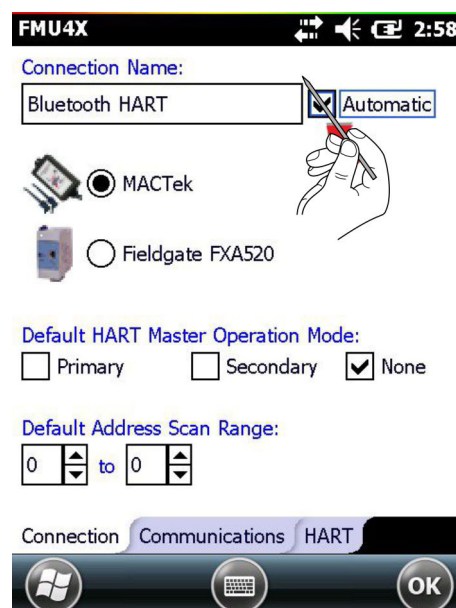 FMU4X 2:58
Connection Name:
Bluetooth HART Automatic
MACTek
Fieldgate FXA520
Default HART Master Operation Mode:
Primary Secondary None
Default Address Scan Range:
0 to 0
Connection Communications HART
OK